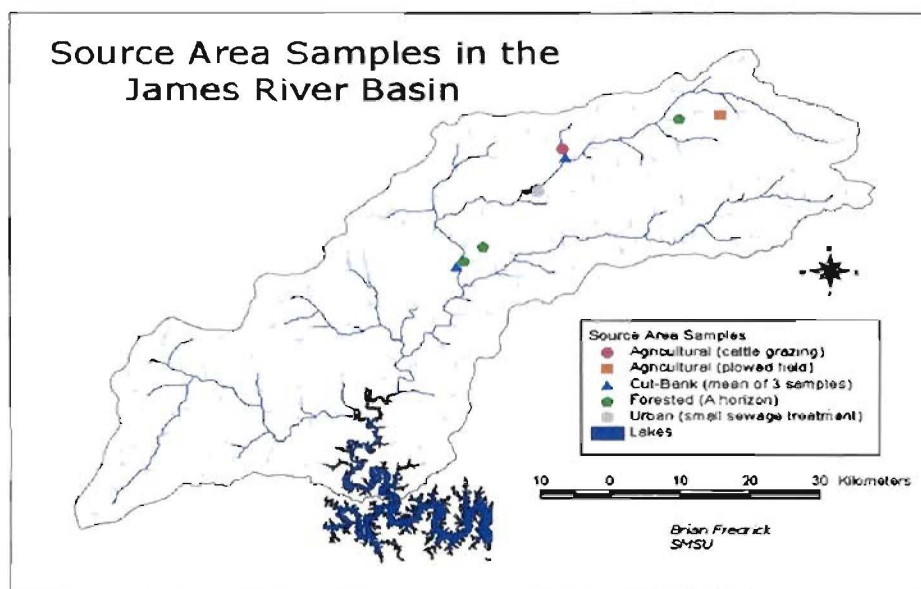 Source Area Samples in the
James River Basin
Source Area Samples
Agricultural (cattle grazing)
Agricultural (plowed field)
Cut-Bank (mean of 3 samples)
Forested (A horizon)
Urban (small sewage treatment)
Lakes
10 0 10 20 30 Kilometers
Brian Fredrick
SMSU